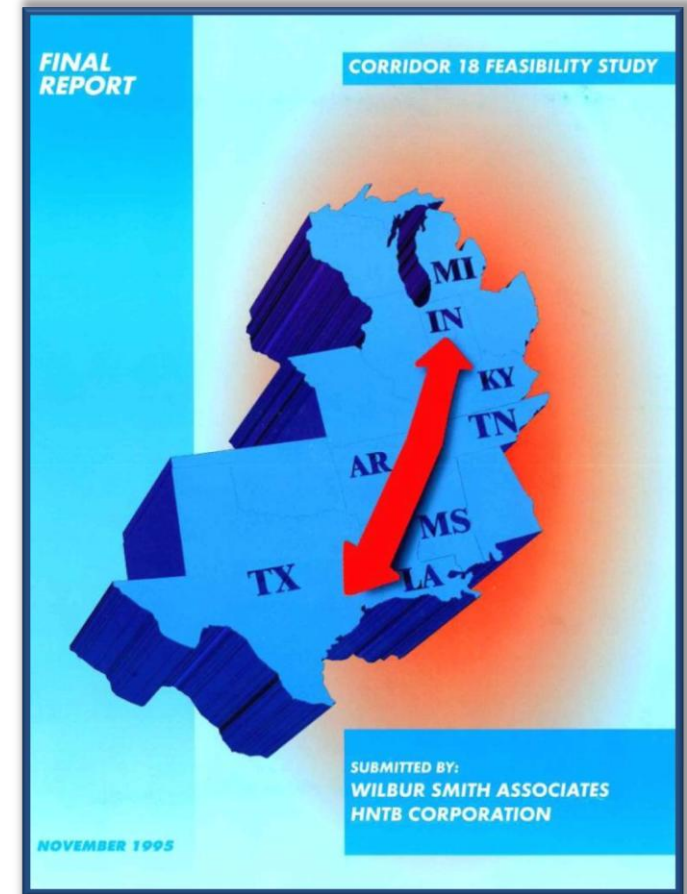 FINAL
REPORT
CORRIDOR 18 FEASIBILITY STUDY
MI
IN
KY
TN
AR
MS
TX
LA
SUBMITTED BY:
WILBUR SMITH ASSOCIATES
HNTB CORPORATION
NOVEMBER 1995